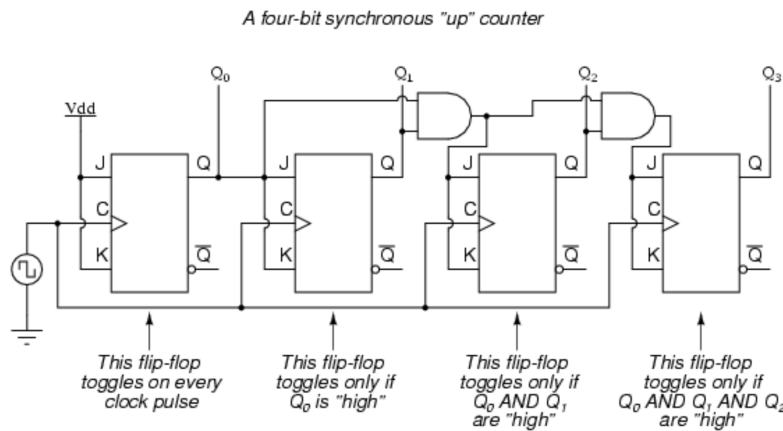 A four-bit synchronous "up" counter
Q0 Q1 Q2 Q3
Vdd
J Q J Q J Q J Q
C C C C
K Q̅ K Q̅ K Q̅ K Q̅
This flip-flop
toggles on every
clock pulse
This flip-flop
toggles only if
Q0 is "high"
This flip-flop
toggles only if
Q0 AND Q1
are "high"
This flip-flop
toggles only if
Q0 AND Q1 AND Q2
are "high"